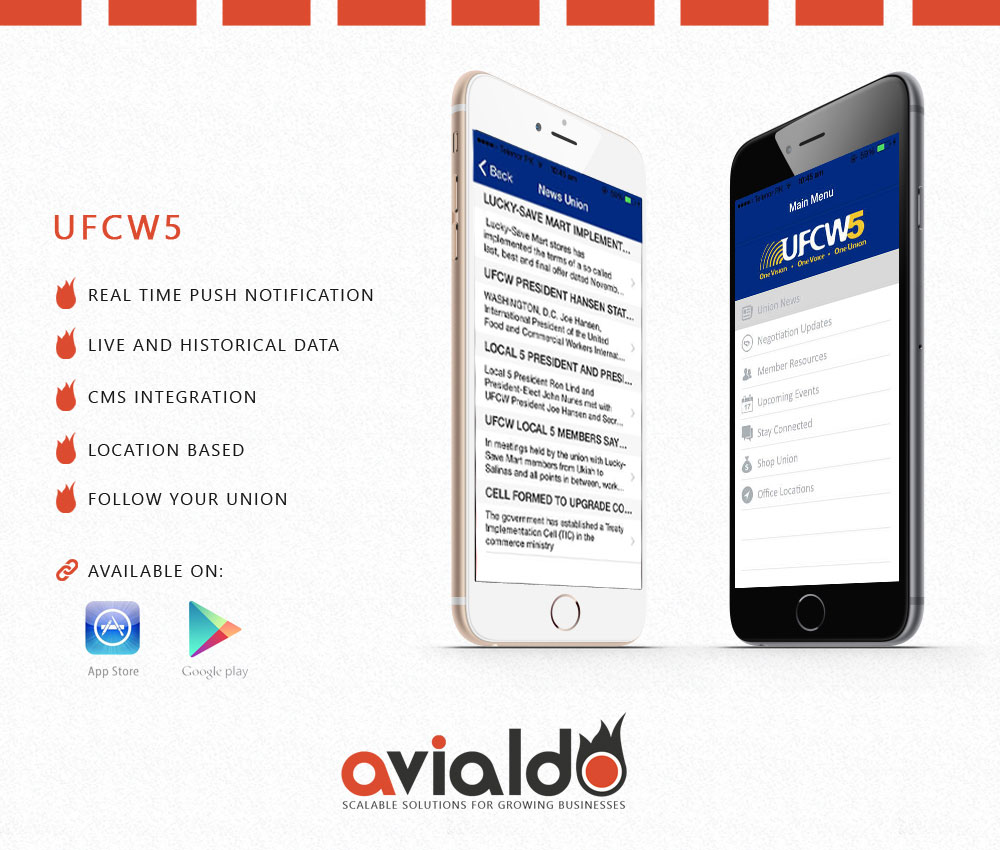 UFCW5
REAL TIME PUSH NOTIFICATION
LIVE AND HISTORICAL DATA
CMS INTEGRATION
LOCATION BASED
FOLLOW YOUR UNION
AVAILABLE ON:
App Store
Google play
10:45 am
Back
News Union
LUCKY-SAVE MART IMPLEMENT...
Lucky-Save Mart stores has
implemented the terms of a so called
last, best and final offer dated Novemb...
UFCW PRESIDENT HANSEN STAT...
WASHINGTON, D.C. Joe Hansen,
International President of the United
Food and Commercial Workers Internat...
LOCAL 5 PRESIDENT AND PRESI...
Local 5 President Ron Lind and
President-Elect John Nunes met with
UFCW President Joe Hansen and Secr...
UFCW LOCAL 5 MEMBERS SAY...
In meetings held by the union with Lucky-
Save Mart members from Ukiah to
Salinas and all points in between, work...
CELL FORMED TO UPGRADE CO...
The government has established a Treaty
Implementation Cell (TIC) in the
commerce ministry
Main Menu
UFCW5
One Vision • One Voice • One Union
Union News
Negotiation Updates
Member Resources
Upcoming Events
17
Stay Connected
Shop Union
Office Locations
avialdo
SCALABLE SOLUTIONS FOR GROWING BUSINESSES